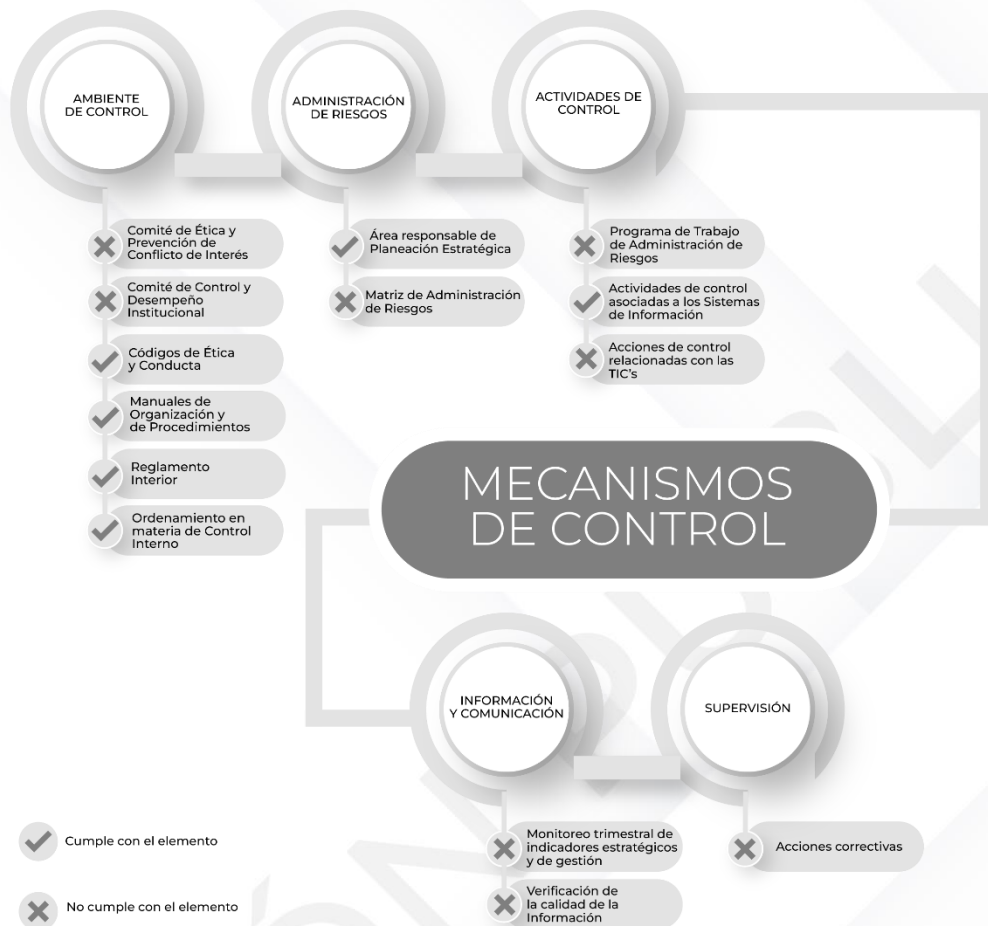 AMBIENTE
DE CONTROL
ADMINISTRACIÓN
DE RIESGOS
ACTIVIDADES DE
CONTROL
Comité de Ética y
Prevención de
Conflicto de Interés
Comité de Control y
Desempeño
Institucional
Códigos de Ética
y Conducta
Manuales de
Organización y
de Procedimientos
Reglamento
Interior
Ordenamiento en
materia de Control
Interno
Área responsable de
Planeación Estratégica
Matriz de Administración
de Riesgos
Programa de Trabajo
de Administración de
Riesgos
Actividades de control
asociadas a los Sistemas
de Información
Acciones de control
relacionadas con las
TIC's
MECANISMOS
DE CONTROL
INFORMACIÓN
Y COMUNICACIÓN
SUPERVISIÓN
Monitoreo trimestral de
indicadores estratégicos
y de gestión
Verificación de
la calidad de la
Información
Acciones correctivas
Cumple con el elemento
No cumple con el elemento